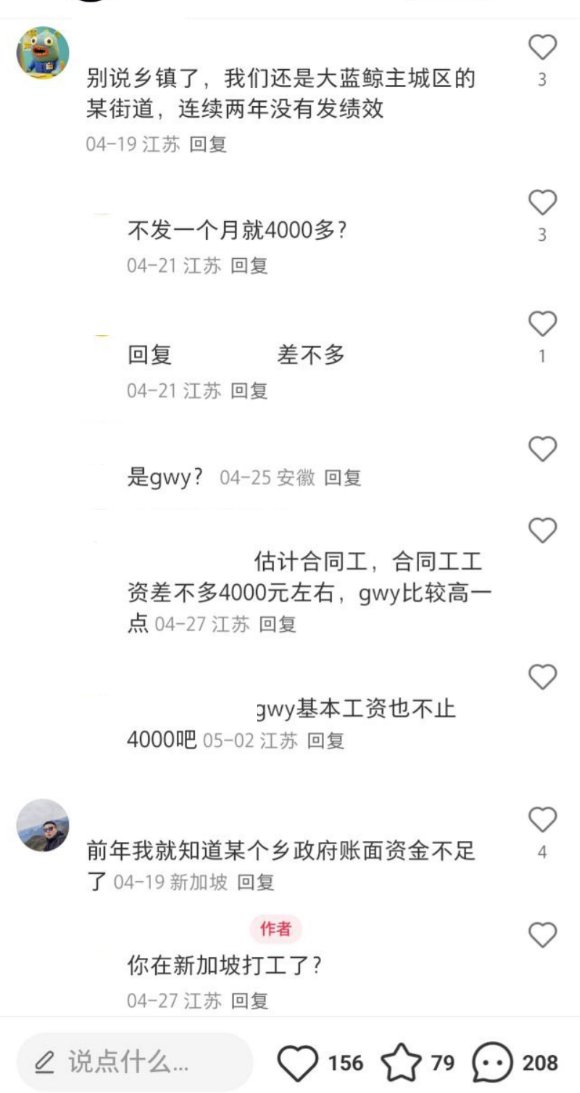 别说乡镇了，我们还是大蓝鲸主城区的
某街道，连续两年没有发绩效
3
04-19 江苏 回复
不发一个月就4000多？
3
04-21 江苏 回复
回复 差不多
1
04-21 江苏 回复
是gwy？ 04-25 安徽 回复
估计合同工，合同工工
资差不多4000元左右，gwy比较高一
点 04-27 江苏 回复
gwy基本工资也不止
4000吧 05-02 江苏 回复
前年我就知道某个乡政府账面资金不足
4
了 04-19 新加坡 回复
作者
你在新加坡打工了？
04-27 江苏 回复
说点什么... 156 79 208